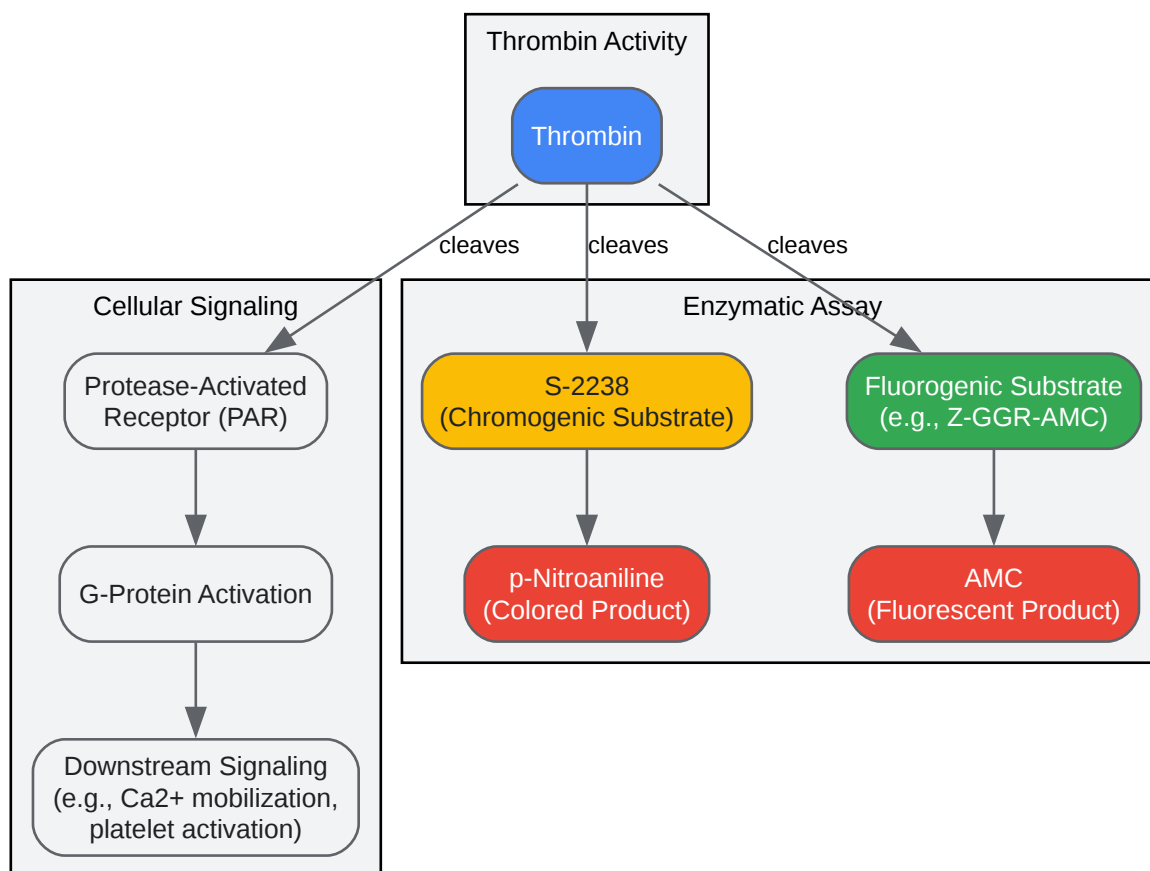 Thrombin Activity
Thrombin
cleaves
cleaves
cleaves
Cellular Signaling
Protease-Activated
Receptor (PAR)
G-Protein Activation
Downstream Signaling
(e.g., Ca2+ mobilization,
platelet activation)
Enzymatic Assay
S-2238
(Chromogenic Substrate)
p-Nitroaniline
(Colored Product)
Fluorogenic Substrate
(e.g., Z-GGR-AMC)
AMC
(Fluorescent Product)